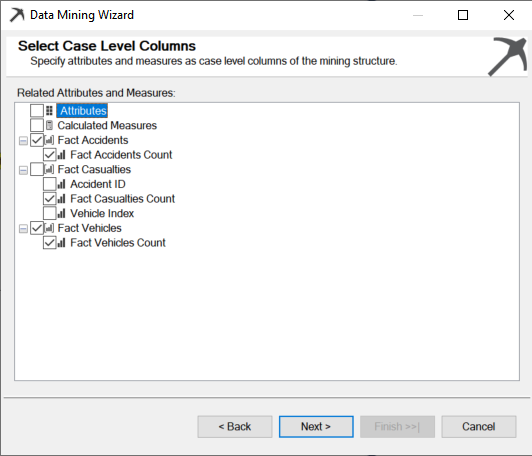 Data Mining Wizard
Select Case Level Columns
Specify attributes and measures as case level columns of the mining structure.
Related Attributes and Measures:
Attributes
Calculated Measures
Fact Accidents
Fact Accidents Count
Fact Casualties
Accident ID
Fact Casualties Count
Vehicle Index
Fact Vehicles
Fact Vehicles Count
< Back
Next >
Finish >>|
Cancel